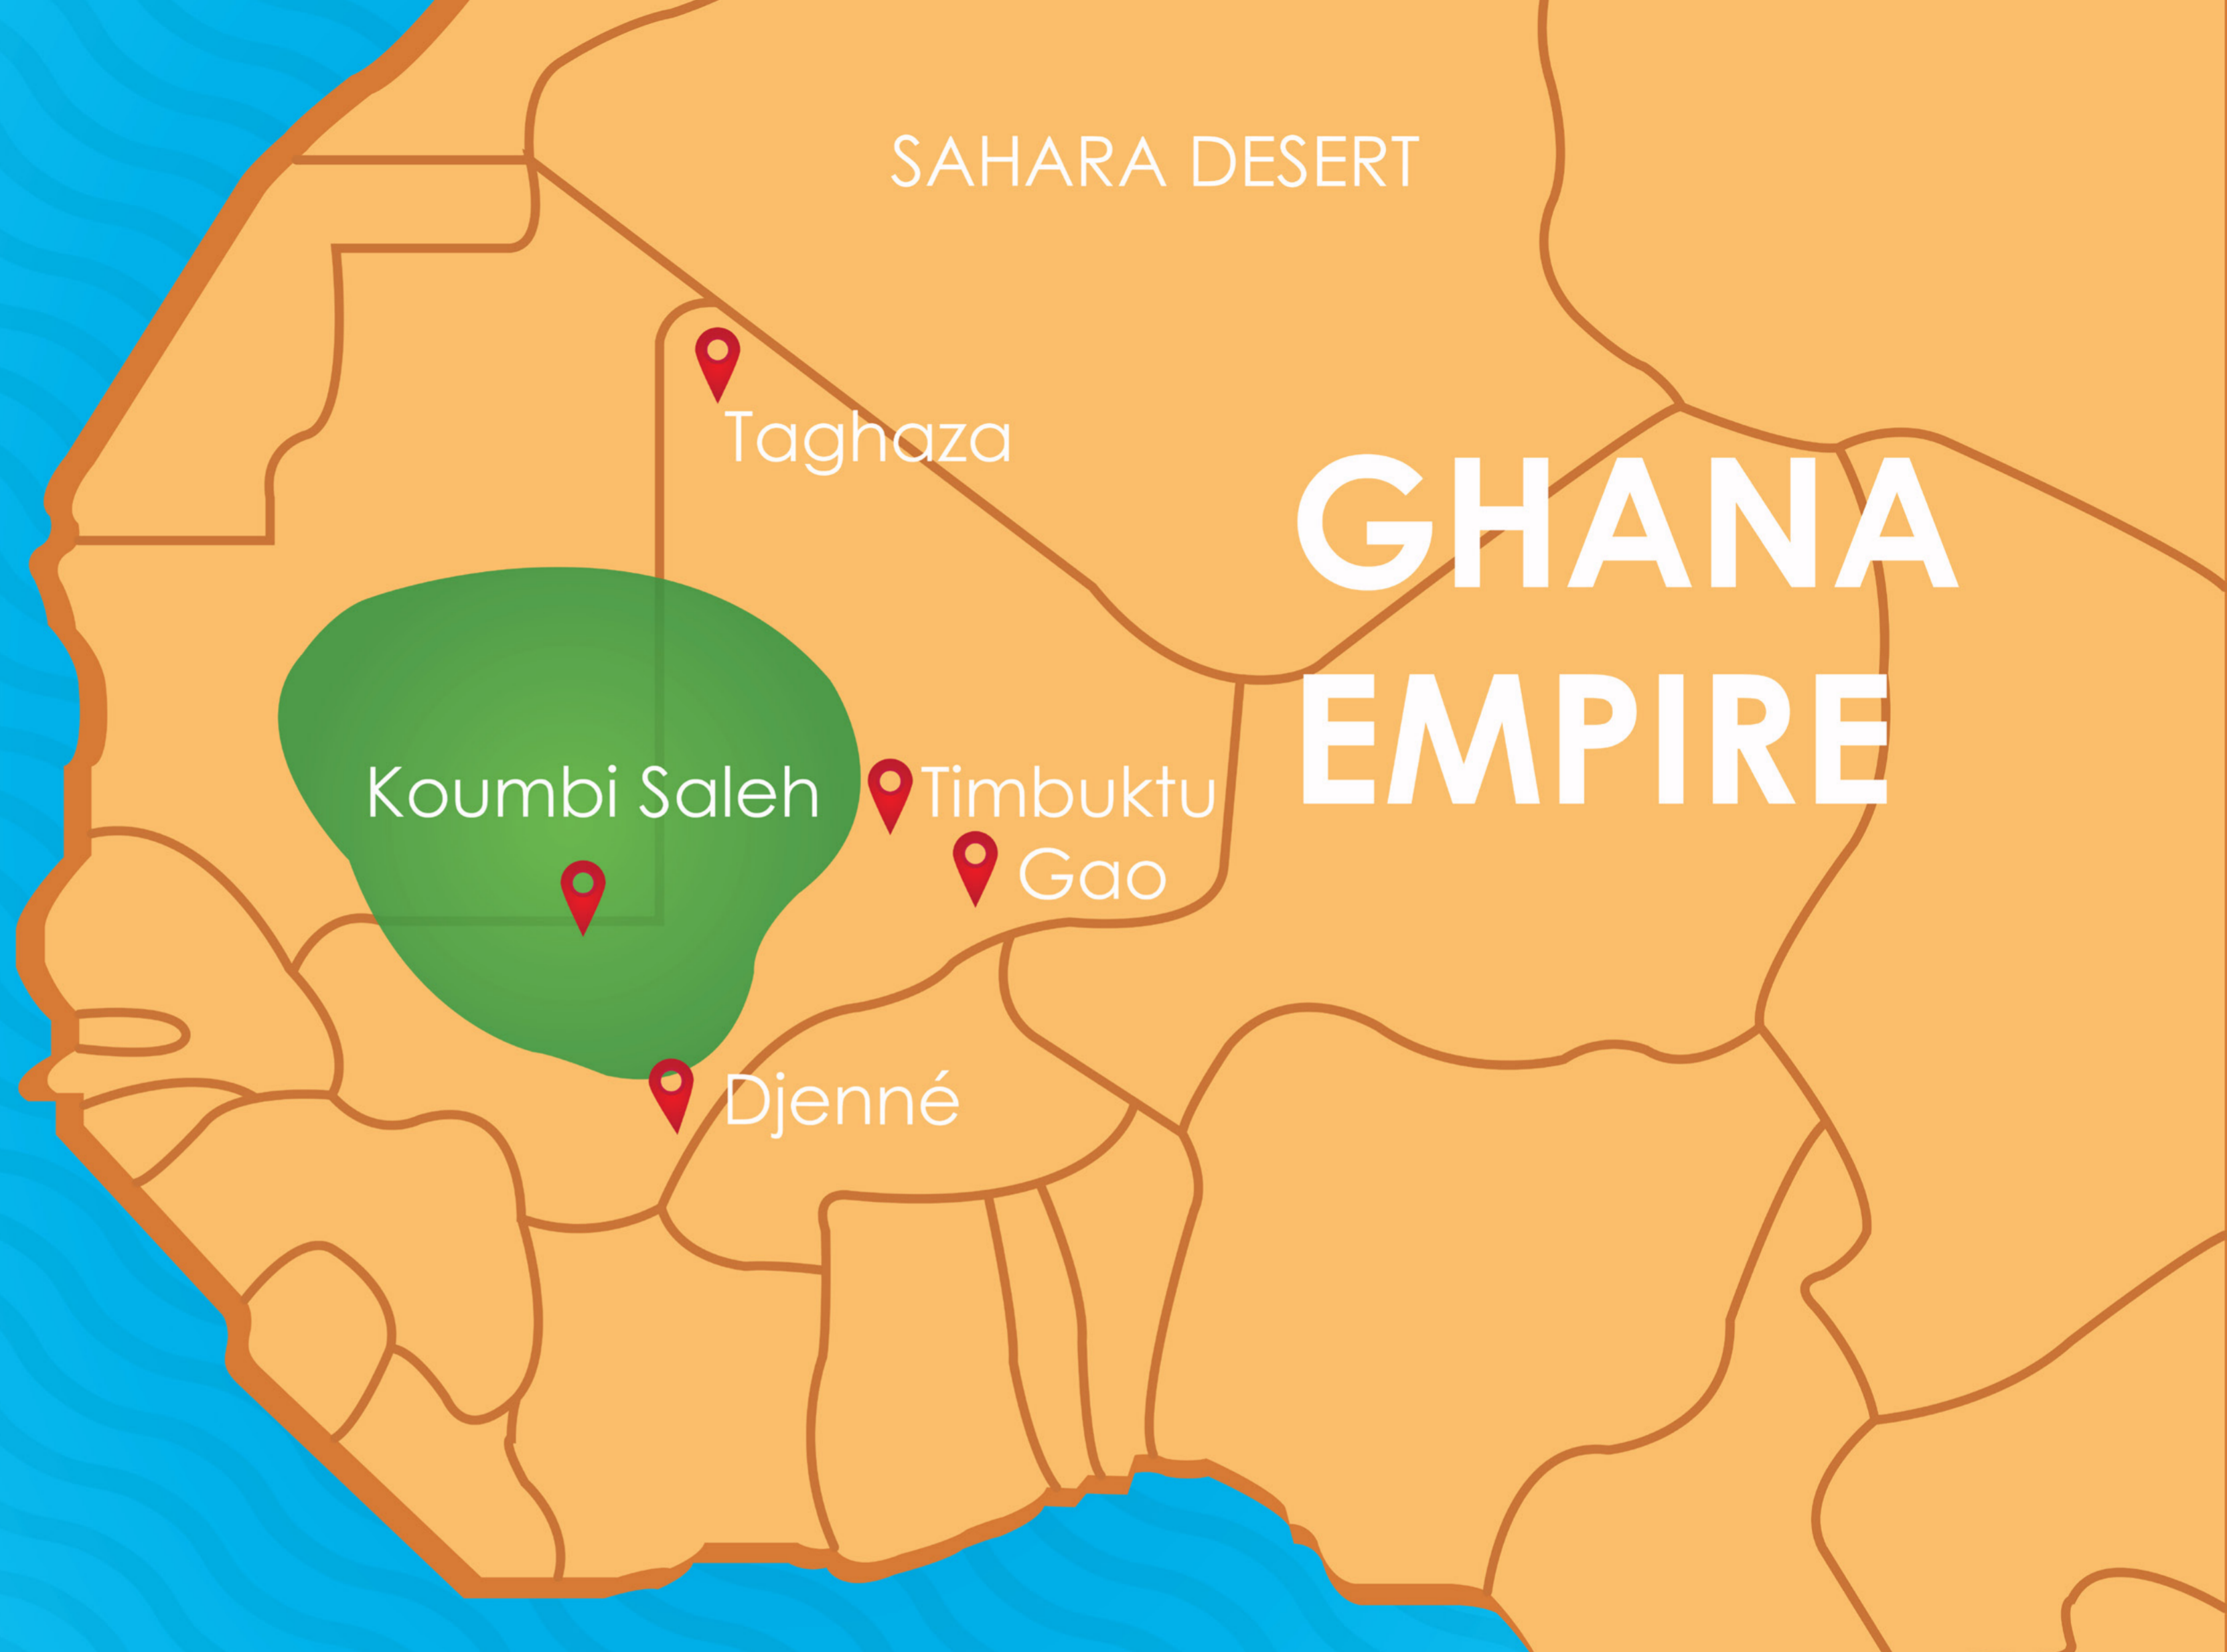 SAHARA DESERT
Taghaza
GHANA
EMPIRE
Koumbi Saleh
Timbuktu
Gao
Djenné